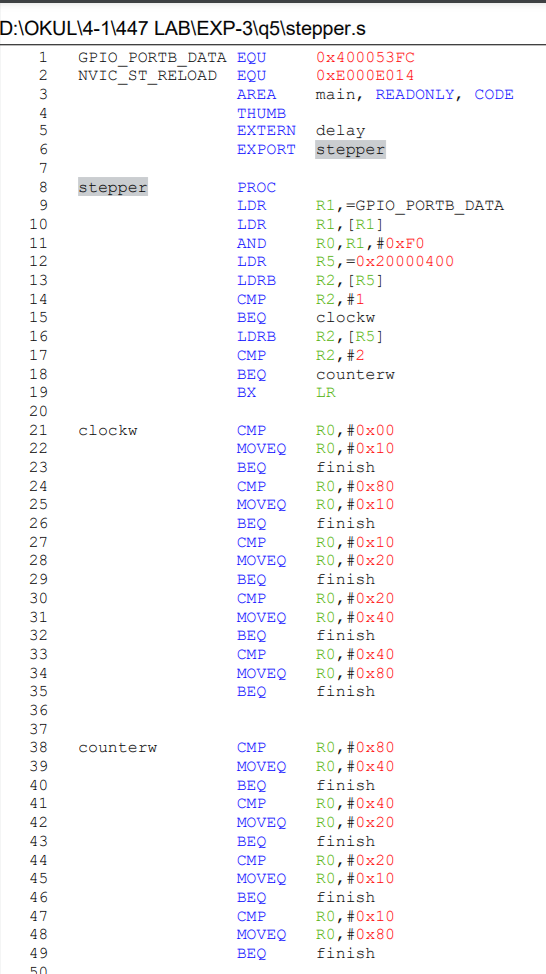 D:\OKUL\4-1\447 LAB\EXP-3\q5\stepper.s
1 GPIO_PORTB_DATA EQU 0x400053FC
2 NVIC_ST_RELOAD EQU 0xE000E014
3 AREA main, READONLY, CODE
4 THUMB
5 EXTERN delay
6 EXPORT stepper
7
8 stepper PROC
9 LDR R1,=GPIO_PORTB_DATA
10 LDR R1,[R1]
11 AND R0,R1,#0xF0
12 LDR R5,=0x20000400
13 LDRB R2,[R5]
14 CMP R2,#1
15 BEQ clockw
16 LDRB R2,[R5]
17 CMP R2,#2
18 BEQ counterw
19 BX LR
20
21 clockw CMP R0,#0x00
22 MOVEQ R0,#0x10
23 BEQ finish
24 CMP R0,#0x80
25 MOVEQ R0,#0x10
26 BEQ finish
27 CMP R0,#0x10
28 MOVEQ R0,#0x20
29 BEQ finish
30 CMP R0,#0x20
31 MOVEQ R0,#0x40
32 BEQ finish
33 CMP R0,#0x40
34 MOVEQ R0,#0x80
35 BEQ finish
36
37
38 counterw CMP R0,#0x80
39 MOVEQ R0,#0x40
40 BEQ finish
41 CMP R0,#0x40
42 MOVEQ R0,#0x20
43 BEQ finish
44 CMP R0,#0x20
45 MOVEQ R0,#0x10
46 BEQ finish
47 CMP R0,#0x10
48 MOVEQ R0,#0x80
49 BEQ finish
50